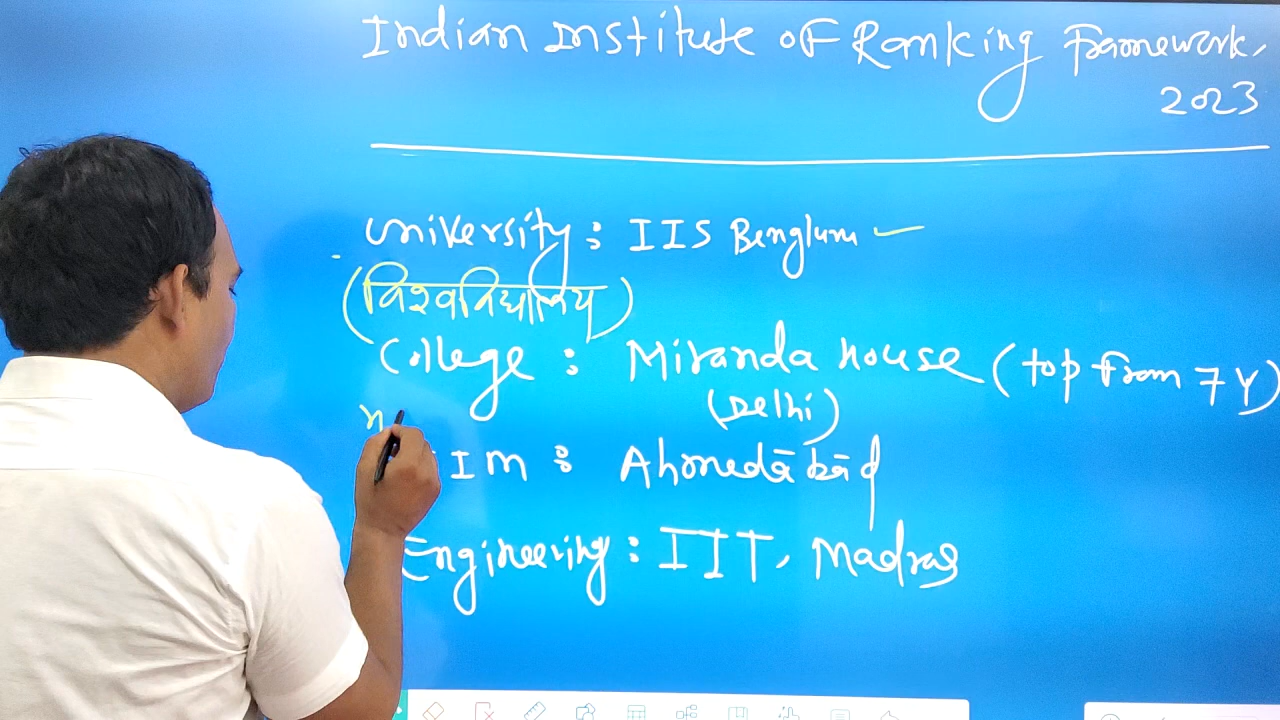 Indian Institute of Ranking Framework,
2023
University: IIS Benglum
(विश्वविद्यालय)
College : Miranda House (top from 7Y)
(Delhi)
IIM : Ahmedābād
Engineering: IIT, Madras